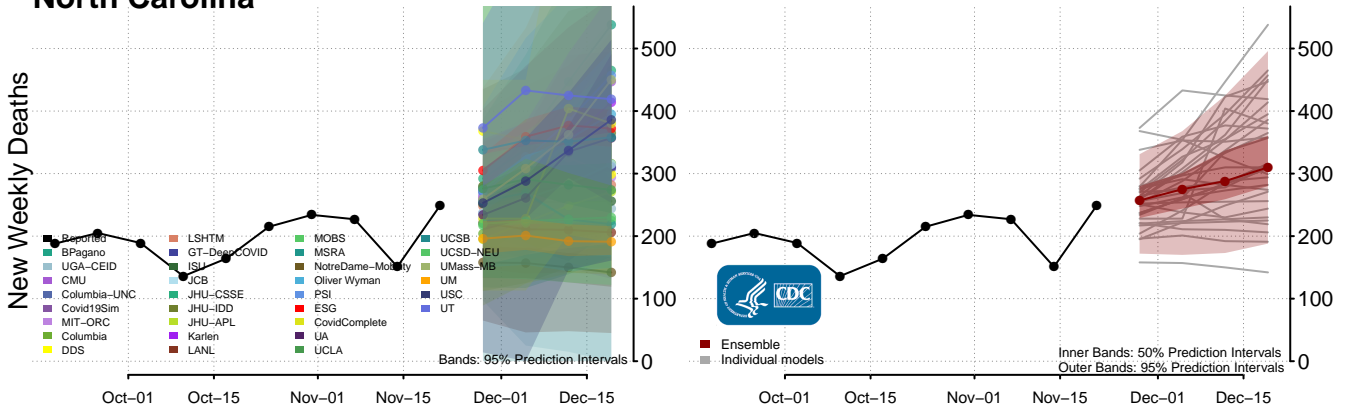 North Carolina
New Weekly Deaths
500
400
300
200
100
0
Reported
BPagano
UGA−CEID
CMU
Columbia−UNC
Covid19Sim
MIT−ORC
Columbia
DDS
LSHTM
GT−DeepCOVID
ISU
JCB
JHU−CSSE
JHU−IDD
JHU−APL
Karlen
LANL
MOBS
MSRA
NotreDame−Mobility
Oliver Wyman
PSI
ESG
CovidComplete
UA
UCLA
UCSB
UCSD−NEU
UMass−MB
UM
USC
UT
Bands: 95% Prediction Intervals
Oct−01 Oct−15 Nov−01 Nov−15 Dec−01 Dec−15
500
400
300
200
100
0
CDC
Ensemble
Individual models
Inner Bands: 50% Prediction Intervals
Outer Bands: 95% Prediction Intervals
Oct−01 Oct−15 Nov−01 Nov−15 Dec−01 Dec−15